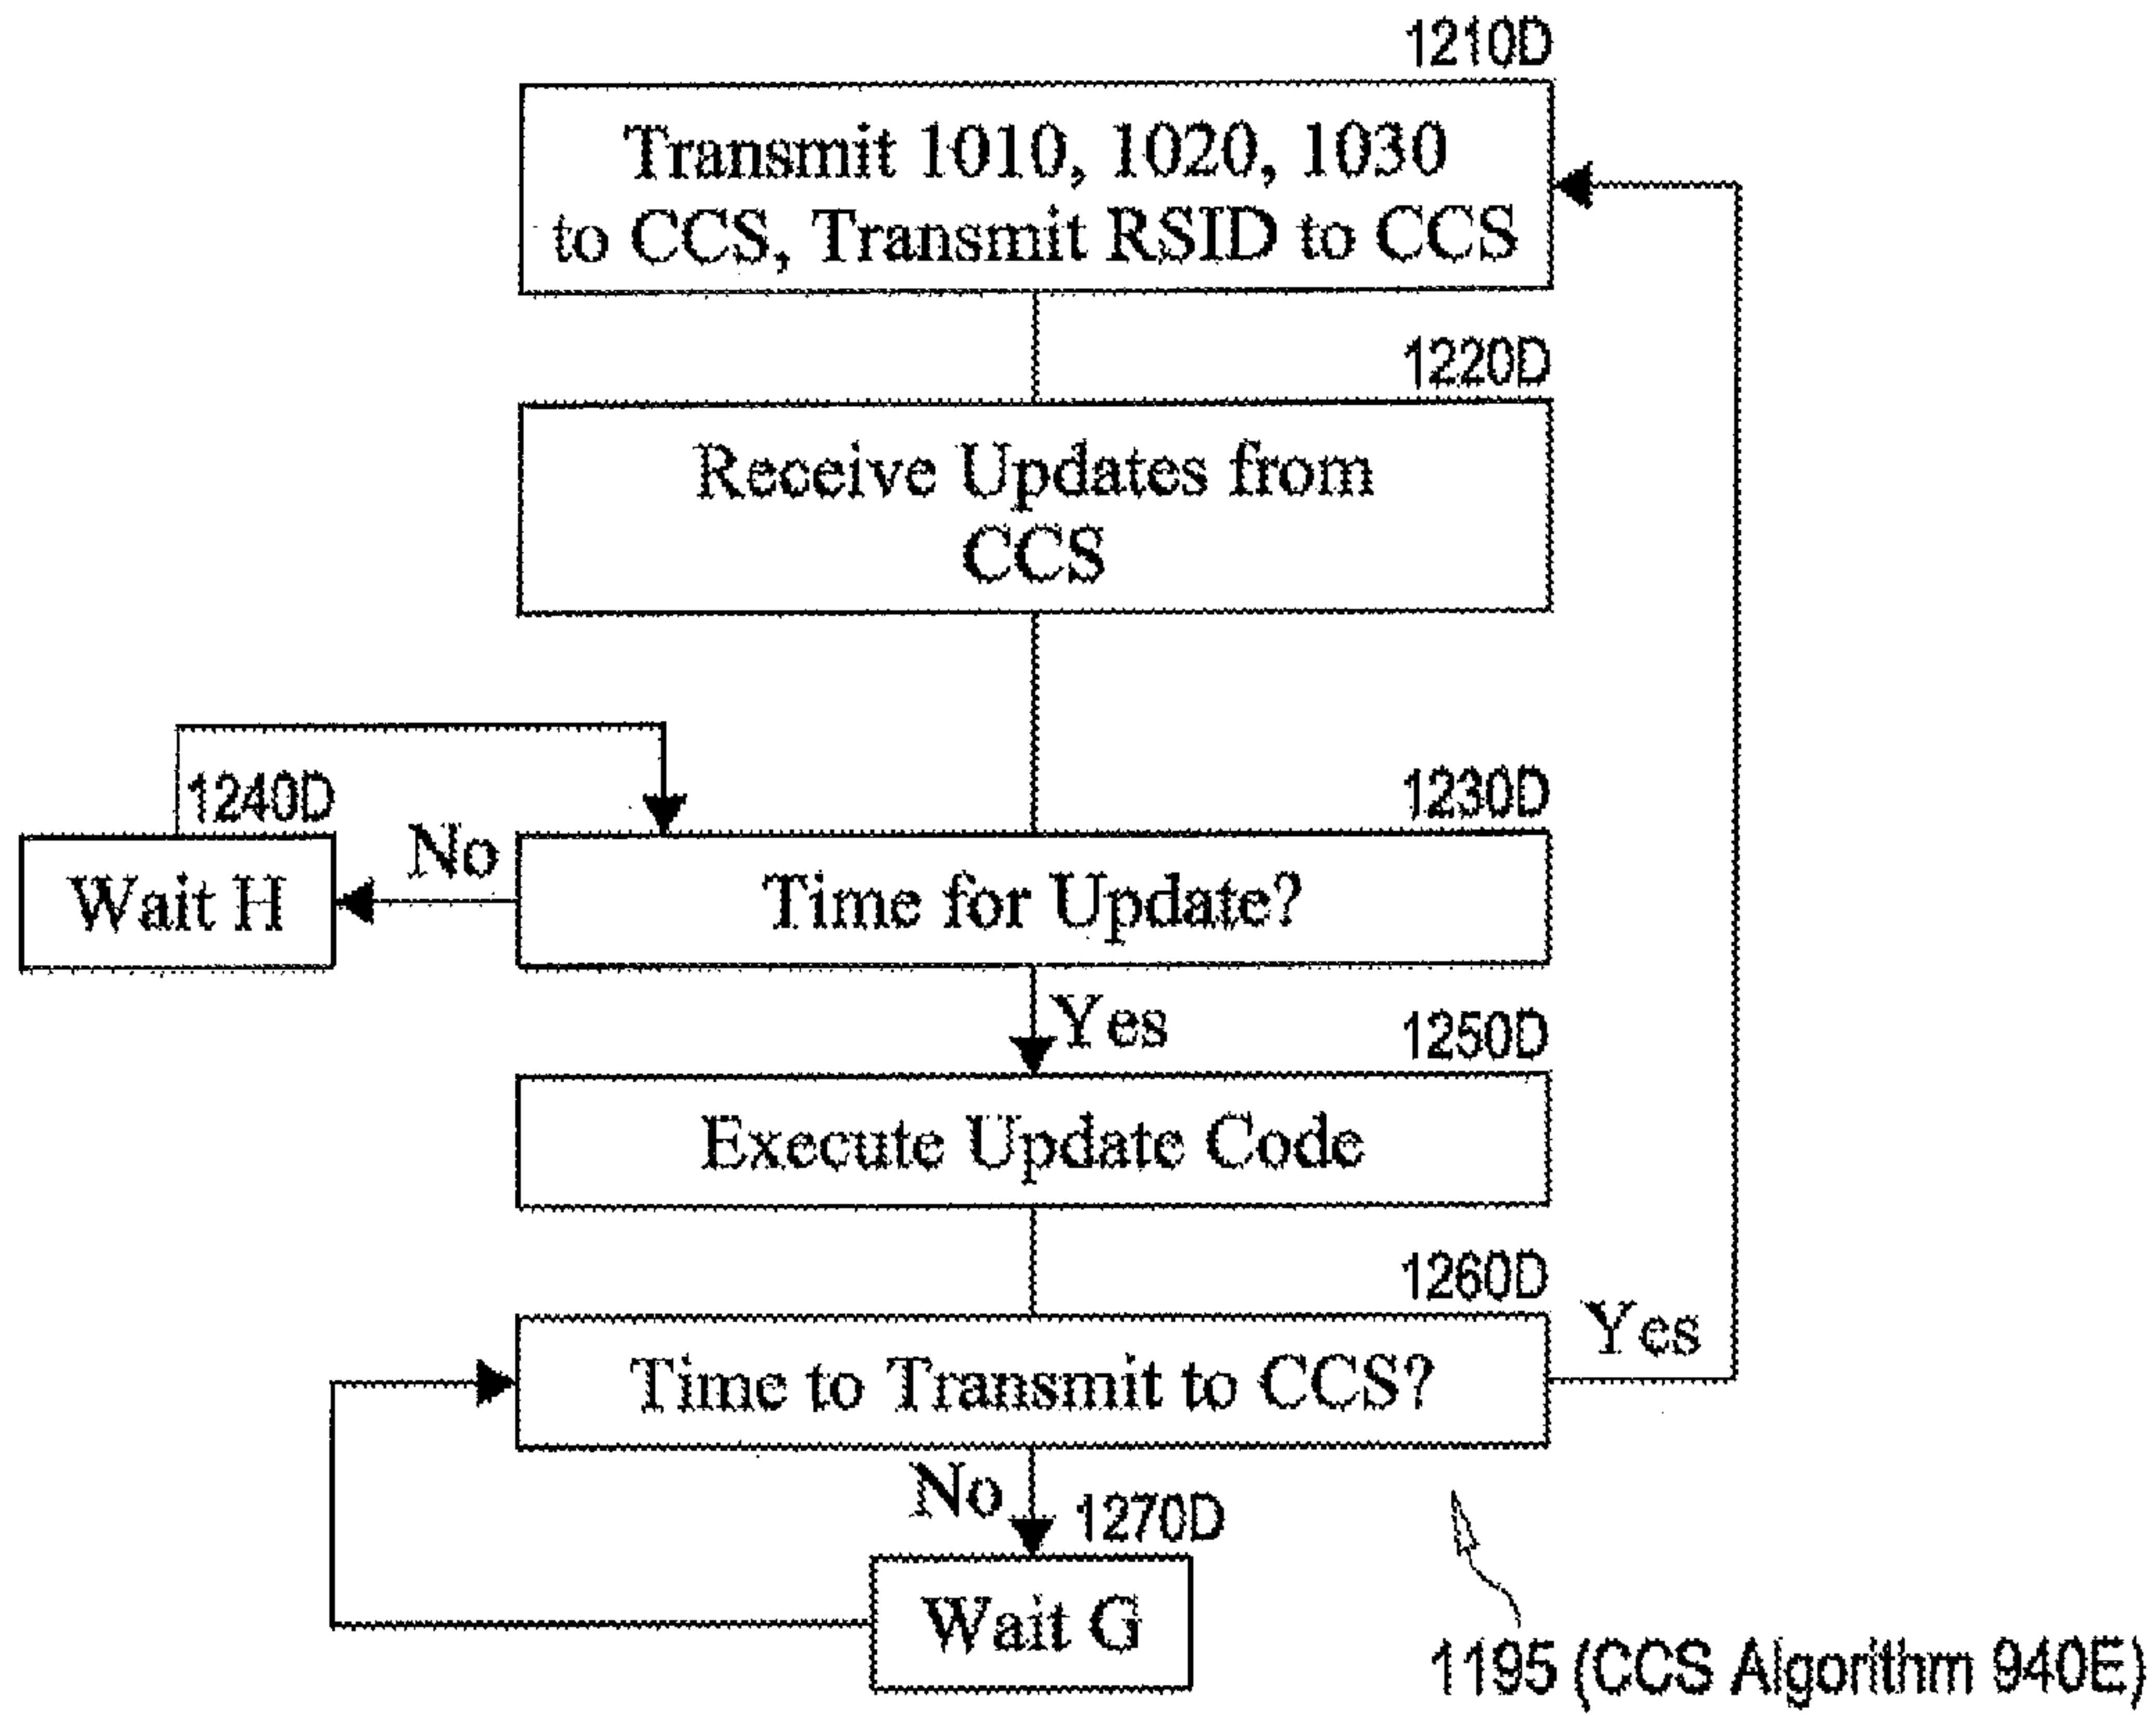 1210D
Transmit 1010, 1020, 1030
to CCS, Transmit RSID to CCS
1220D
Receive Updates from
CCS
1240D
1230D
No
Wait H
Time for Update?
Yes
1250D
Execute Update Code
1260D
Yes
Time to Transmit to CCS?
No
1270D
Wait G
1195 (CCS Algorithm 940E)